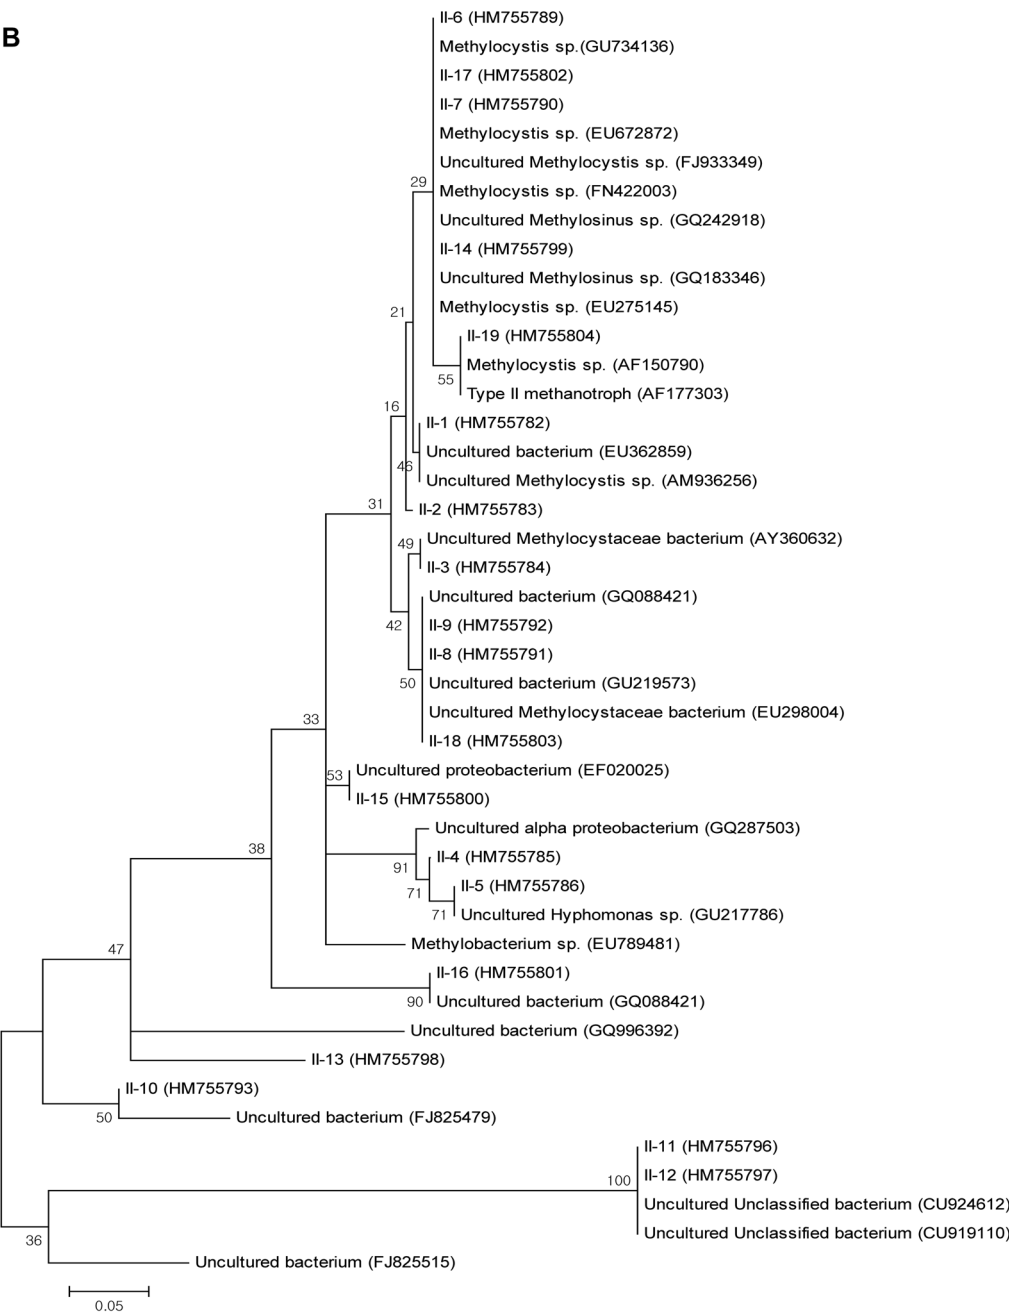 B
II-6 (HM755789)
Methylocystis sp.(GU734136)
II-17 (HM755802)
II-7 (HM755790)
Methylocystis sp. (EU672872)
Uncultured Methylocystis sp. (FJ933349)
29
Methylocystis sp. (FN422003)
Uncultured Methylosinus sp. (GQ242918)
II-14 (HM755799)
Uncultured Methylosinus sp. (GQ183346)
Methylocystis sp. (EU275145)
21
II-19 (HM755804)
Methylocystis sp. (AF150790)
55
Type II methanotroph (AF177303)
16
II-1 (HM755782)
Uncultured bacterium (EU362859)
46
Uncultured Methylocystis sp. (AM936256)
31
II-2 (HM755783)
Uncultured Methylocystaceae bacterium (AY360632)
49
II-3 (HM755784)
Uncultured bacterium (GQ088421)
42
II-9 (HM755792)
II-8 (HM755791)
50
Uncultured bacterium (GU219573)
Uncultured Methylocystaceae bacterium (EU298004)
33
II-18 (HM755803)
Uncultured proteobacterium (EF020025)
53
II-15 (HM755800)
Uncultured alpha proteobacterium (GQ287503)
38
II-4 (HM755785)
91
II-5 (HM755786)
71
71
Uncultured Hyphomonas sp. (GU217786)
Methylobacterium sp. (EU789481)
47
II-16 (HM755801)
90
Uncultured bacterium (GQ088421)
Uncultured bacterium (GQ996392)
II-13 (HM755798)
II-10 (HM755793)
50
Uncultured bacterium (FJ825479)
II-11 (HM755796)
100
II-12 (HM755797)
Uncultured Unclassified bacterium (CU924612)
Uncultured Unclassified bacterium (CU919110)
36
Uncultured bacterium (FJ825515)
0.05